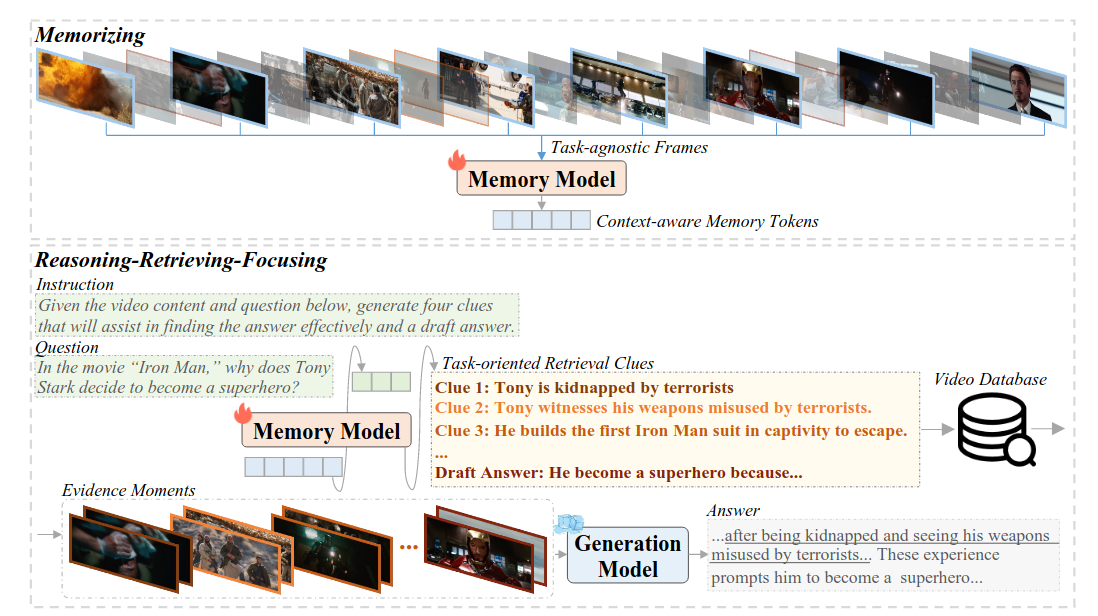 Memorizing
Task-agnostic Frames
Memory Model
Context-aware Memory Tokens
Reasoning-Retrieving-Focusing
Instruction
Given the video content and question below, generate four clues
that will assist in finding the answer effectively and a draft answer.
Question
In the movie “Iron Man,” why does Tony
Stark decide to become a superhero?
Memory Model
Task-oriented Retrieval Clues
Clue 1: Tony is kidnapped by terrorists
Clue 2: Tony witnesses his weapons misused by terrorists.
Clue 3: He builds the first Iron Man suit in captivity to escape.
...
Draft Answer: He become a superhero because...
Video Database
Evidence Moments
...
Generation
Model
Answer
...after being kidnapped and seeing his weapons
misused by terrorists... These experience
prompts him to become a superhero...